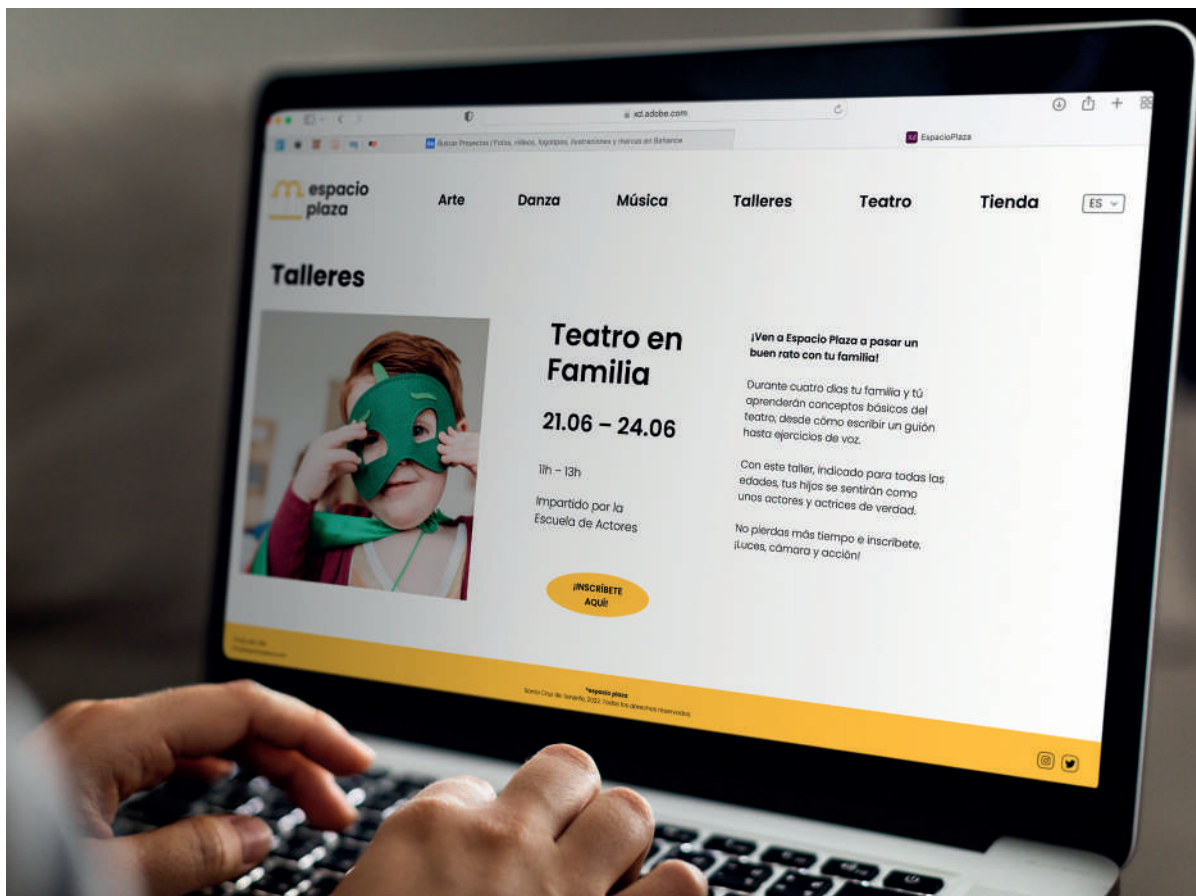 xd.adobe.com
Buscar Proyectos | Fotos, vídeos, logotipos, ilustraciones y marcas en Behance
Xd EspacioPlaza
espacio
plaza
Arte Danza Música Talleres Teatro Tienda ES
Talleres
Teatro en
Familia
21.06 – 24.06
11h – 13h
Impartido por la
Escuela de Actores
¡INSCRÍBETE
AQUÍ!
¡Ven a Espacio Plaza a pasar un
buen rato con tu familia!
Durante cuatro días tu familia y tú
aprenderán conceptos básicos del
teatro, desde cómo escribir un guión
hasta ejercicios de voz.
Con este taller, indicado para todas las
edades, tus hijos se sentirán como
unos actores y actrices de verdad.
No pierdas más tiempo e inscríbete.
¡Luces, cámara y acción!
*espacio plaza
Santa Cruz de Tenerife, 2022. Todos los derechos reservados.